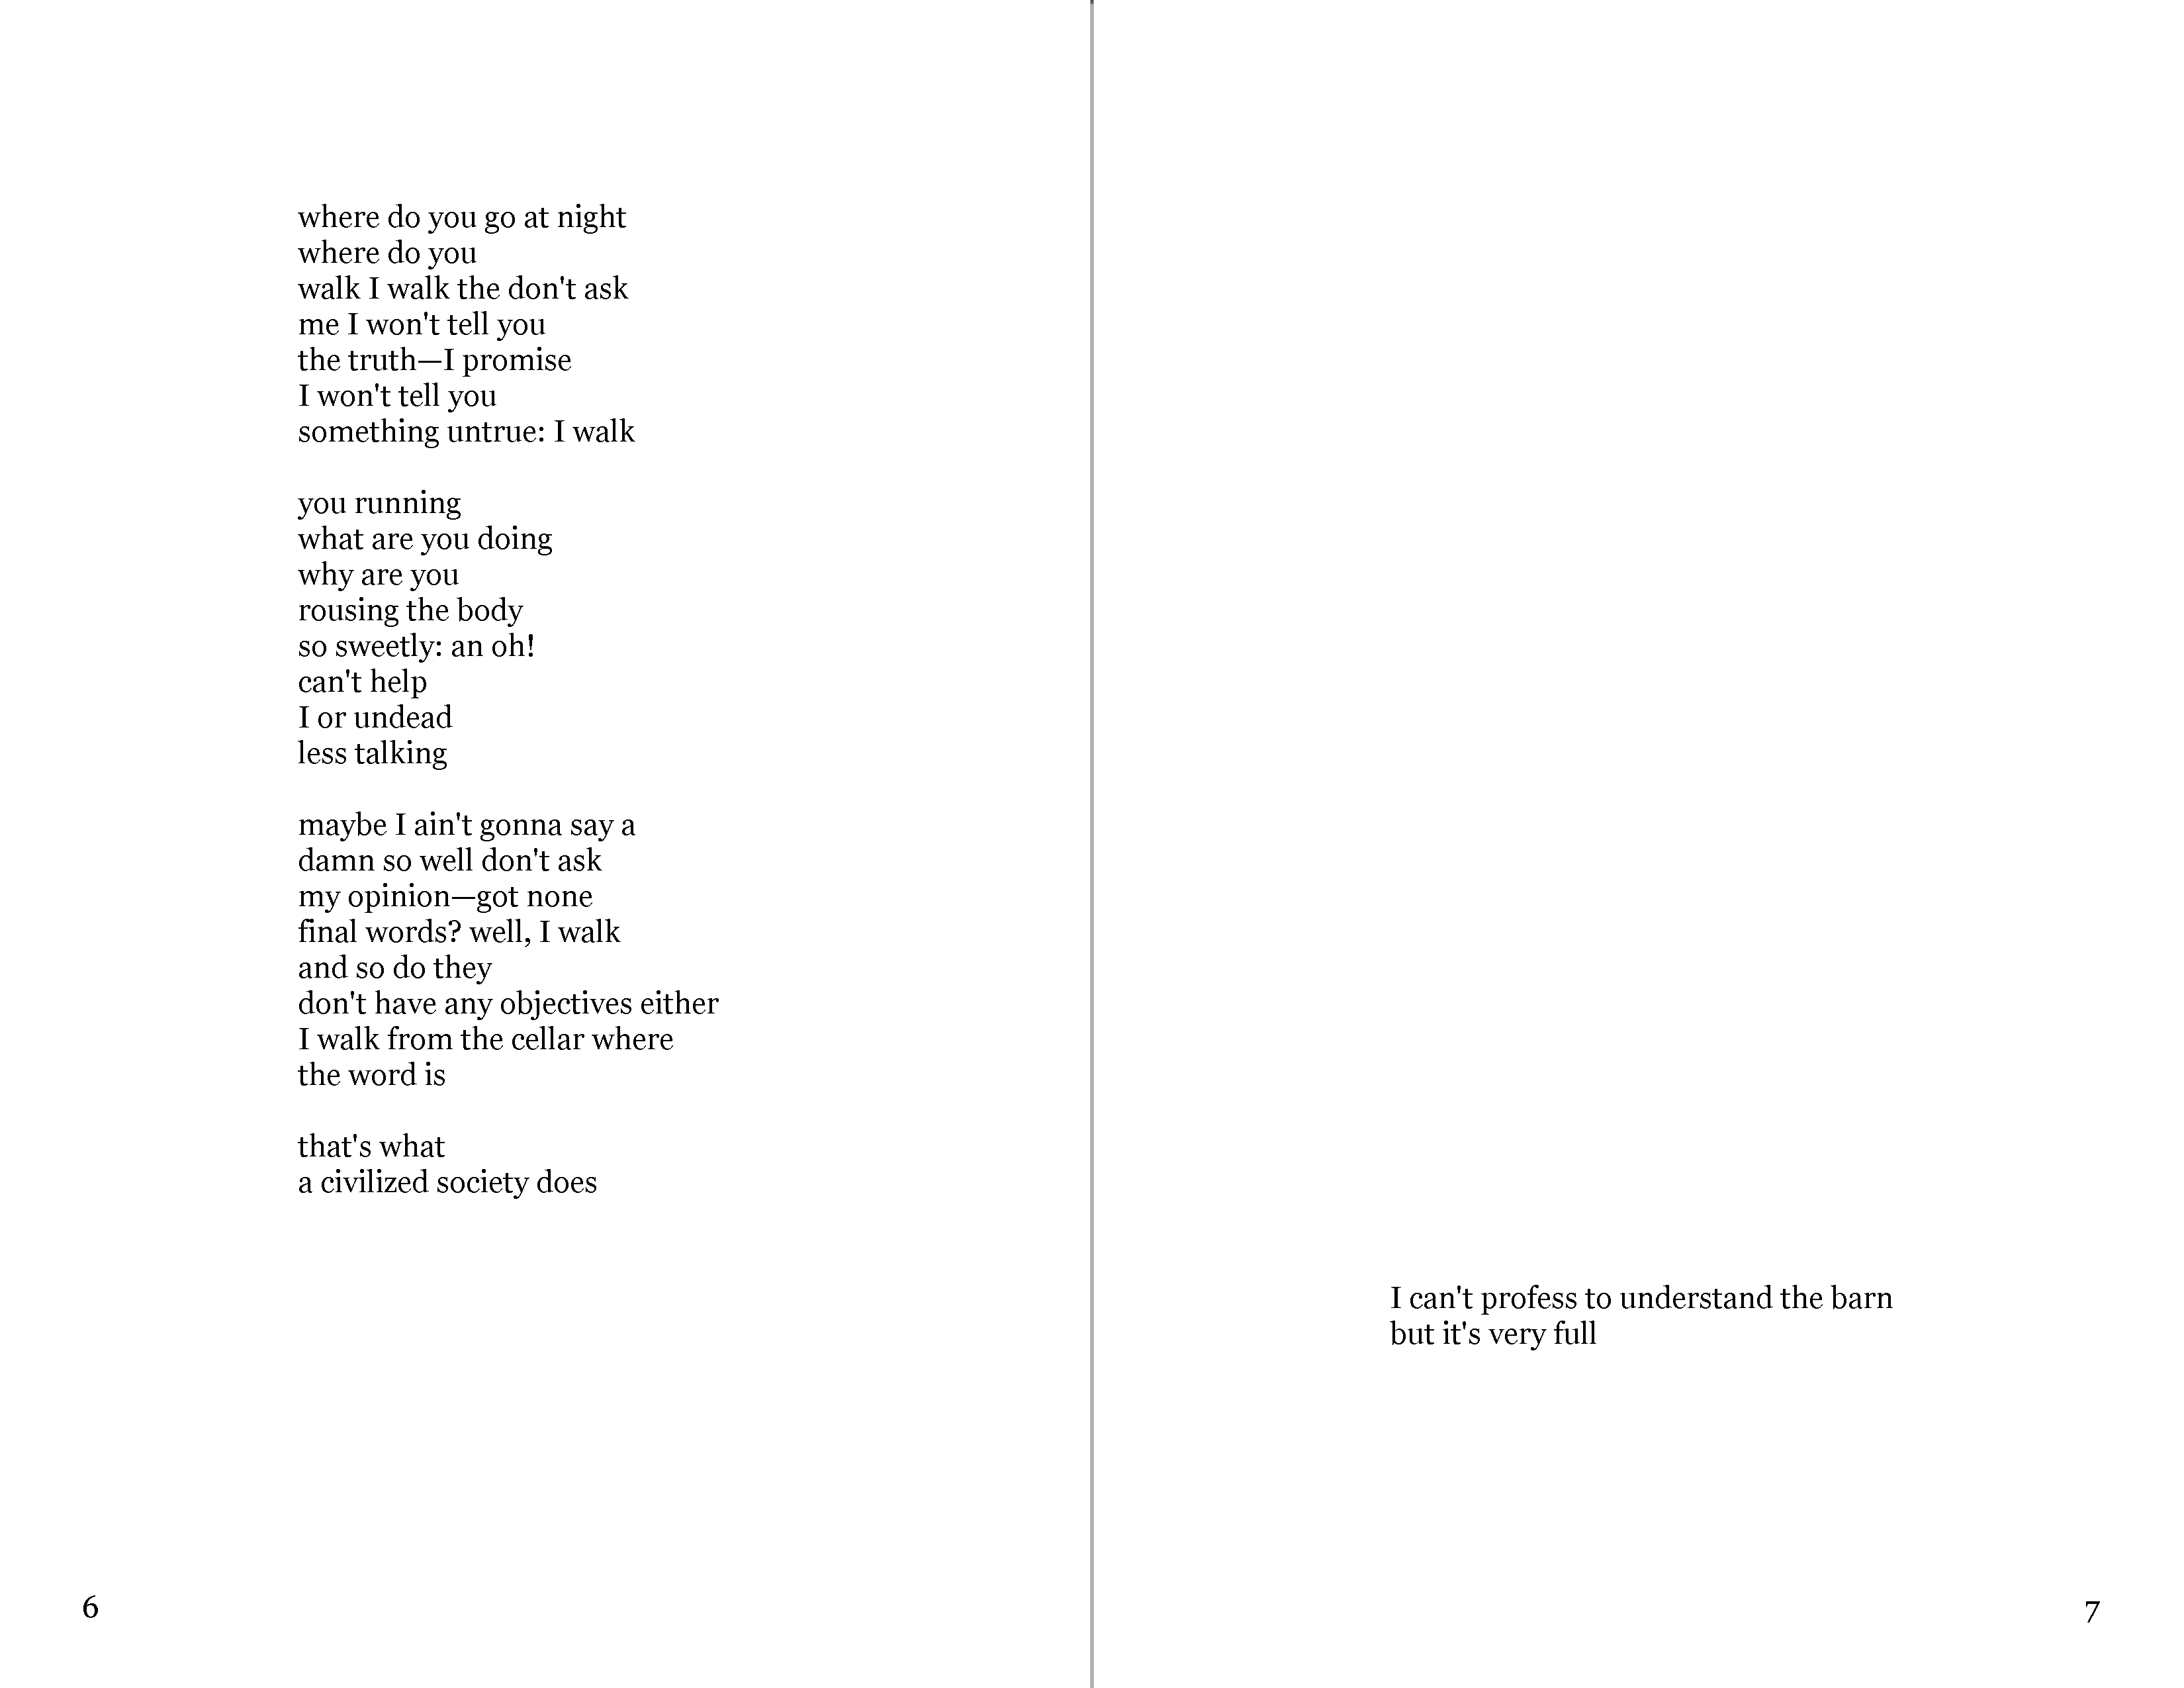 where do you go at night
where do you
walk I walk the don't ask
me I won't tell you
the truth—I promise
I won't tell you
something untrue: I walk

you running
what are you doing
why are you
rousing the body
so sweetly: an oh!
can't help
I or undead
less talking

maybe I ain't gonna say a
damn so well don't ask
my opinion—got none
final words? well, I walk
and so do they
don't have any objectives either
I walk from the cellar where
the word is

that's what
a civilized society does

6

I can't profess to understand the barn
but it's very full

7